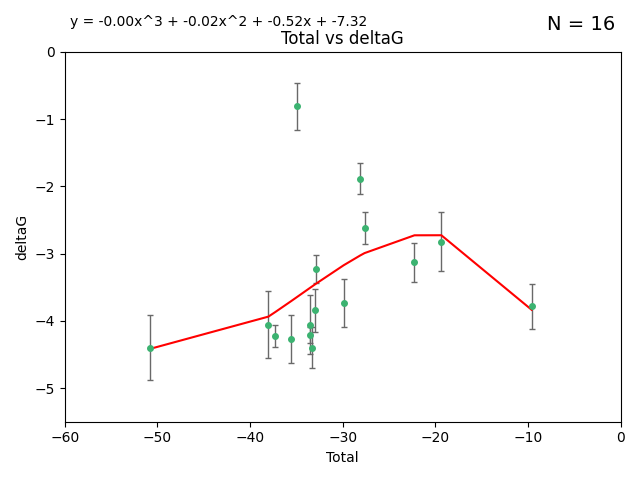 y = -0.00x^3 + -0.02x^2 + -0.52x + -7.32
N = 16
Total vs deltaG
0
−1
−2
−3
−4
−5
deltaG
−60 −50 −40 −30 −20 −10 0
Total